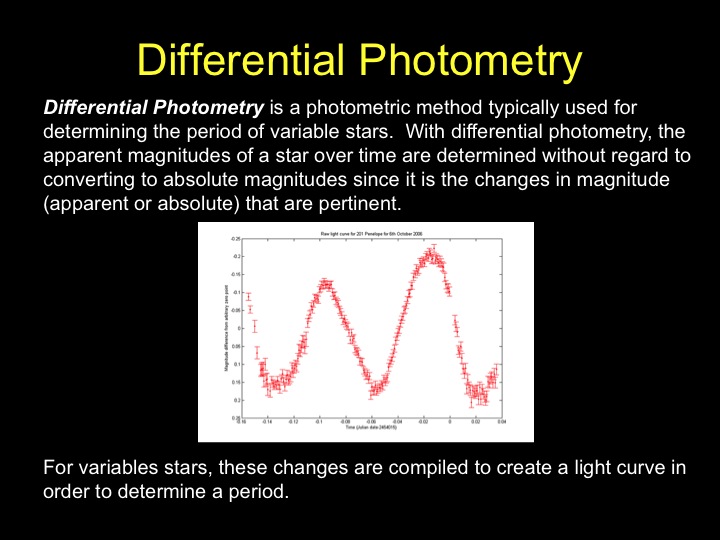 Differential Photometry
Differential Photometry is a photometric method typically used for
determining the period of variable stars.  With differential photometry, the
apparent magnitudes of a star over time are determined without regard to
converting to absolute magnitudes since it is the changes in magnitude
(apparent or absolute) that are pertinent.
Raw light curve for 201 Penelope for 6th October 2006
Magnitude difference from arbitrary zero-point
-0.25
-0.2
-0.15
-0.1
-0.05
0
0.05
0.1
0.15
0.2
0.25
-0.16 -0.14 -0.12 -0.1 -0.08 -0.06 -0.04 -0.02 0 0.02 0.04
Time (Julian date-2454015)
For variables stars, these changes are compiled to create a light curve in
order to determine a period.